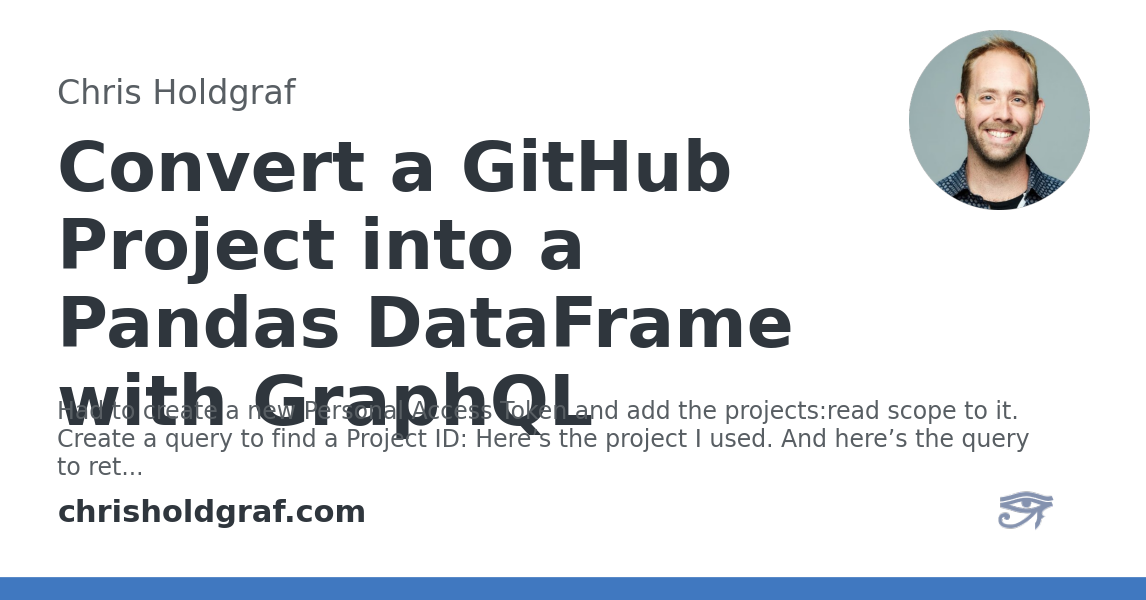 Chris Holdgraf
Convert a GitHub
Project into a
Pandas DataFrame
with GraphQL
Had to create a new Personal Access Token and add the projects:read scope to it.
Create a query to find a Project ID: Here’s the project I used. And here’s the query
to ret...
chrisholdgraf.com